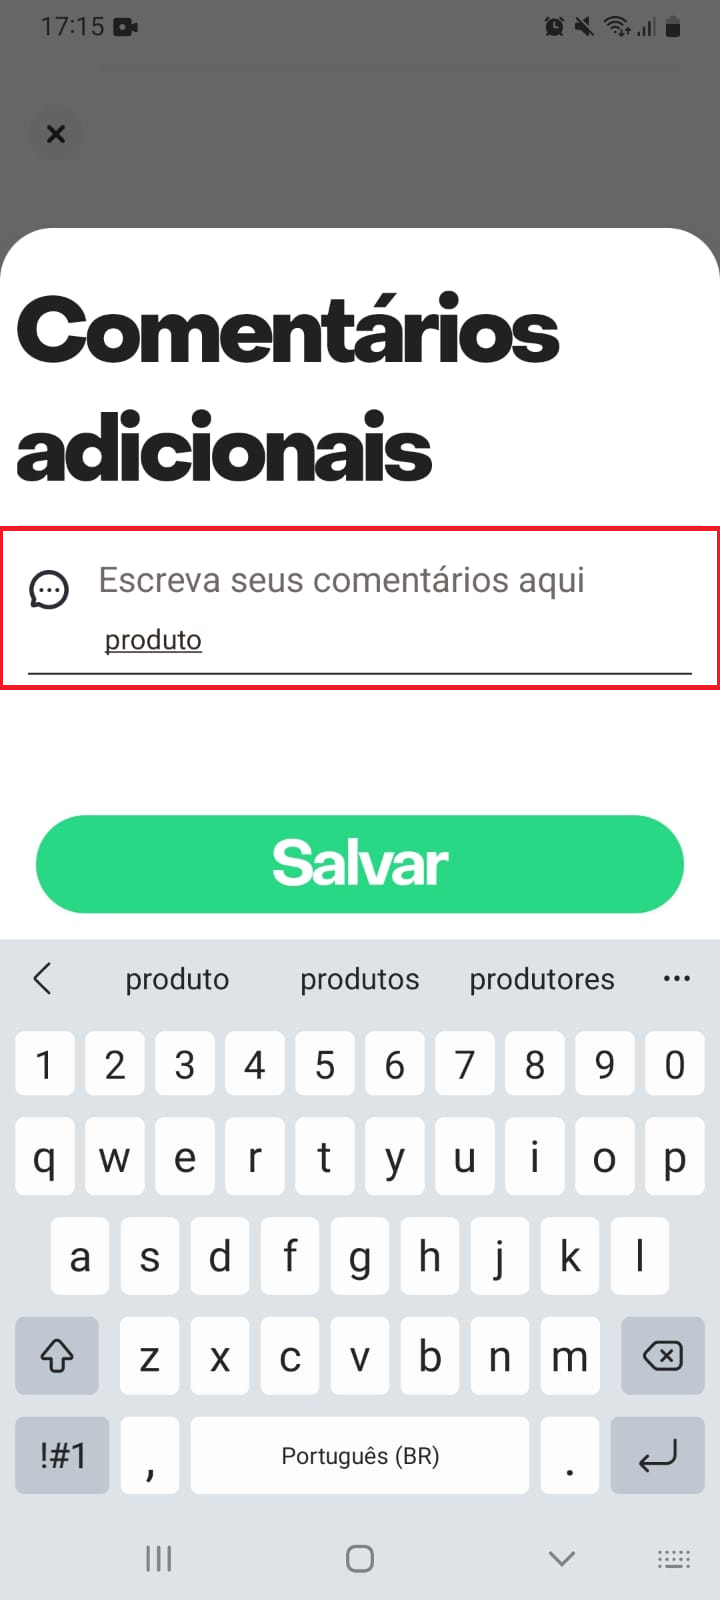 17:15
Comentários
adicionais
Escreva seus comentários aqui
produto
Salvar
produto produtos produtores ...
1 2 3 4 5 6 7 8 9 0
q w e r t y u i o p
a s d f g h j k l
z x c v b n m
!#1 , Português (BR) .